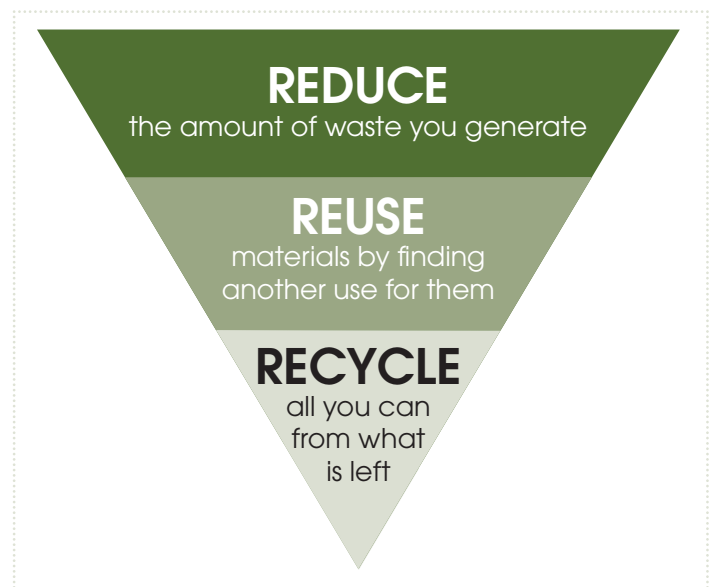 REDUCE
the amount of waste you generate
REUSE
materials by finding
another use for them
RECYCLE
all you can
from what
is left